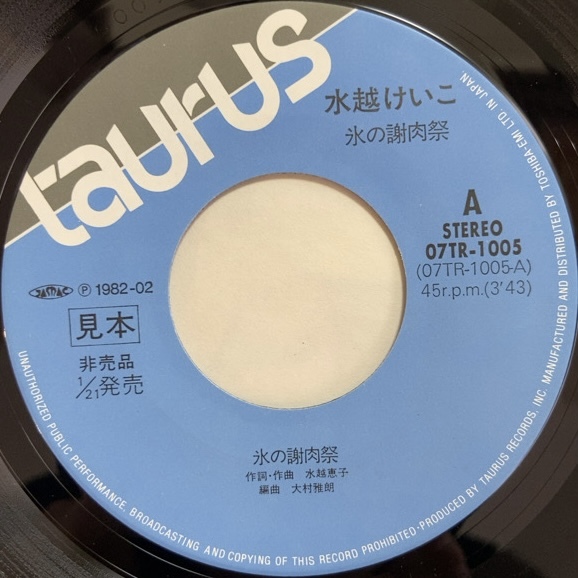 taurus
水越けいこ
氷の謝肉祭
A
STEREO
07TR-1005
(07TR-1005-A)
45r.p.m.(3'43)
JASRAC Ⓟ 1982-02
見本
非売品
1/21発売
氷の謝肉祭
作詞・作曲 水越恵子
編曲 大村雅朗
UNAUTHORIZED PUBLIC PERFORMANCE, BROADCASTING AND COPYING OF THIS RECORD PROHIBITED・PRODUCED BY TAURUS RECORDS, INC. MANUFACTURED AND DISTRIBUTED BY TOSHIBA-EMI LTD. IN JAPAN